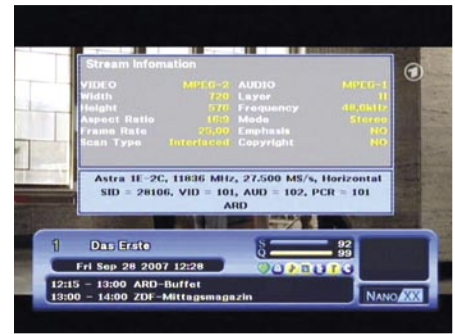 Stream Infomation
VIDEO MPEG-2 AUDIO MPEG-1
Width 720 Layer II
Height 576 Frequency 48,0kHz
Aspect Ratio 16:9 Mode Stereo
Frame Rate 25,00 Emphasis NO
Scan Type Interlaced Copyright NO
Astra 1E-2C, 11836 MHz, 27.500 MS/s, Horizontal
SID = 28106, VID = 101, AUD = 102, PCR = 101
ARD
1 Das Erste
S 92
Q 99
Fri Sep 28 2007 12:28
12:15 - 13:00 ARD-Buffet
13:00 - 14:00 ZDF-Mittagsmagazin
NANO XX